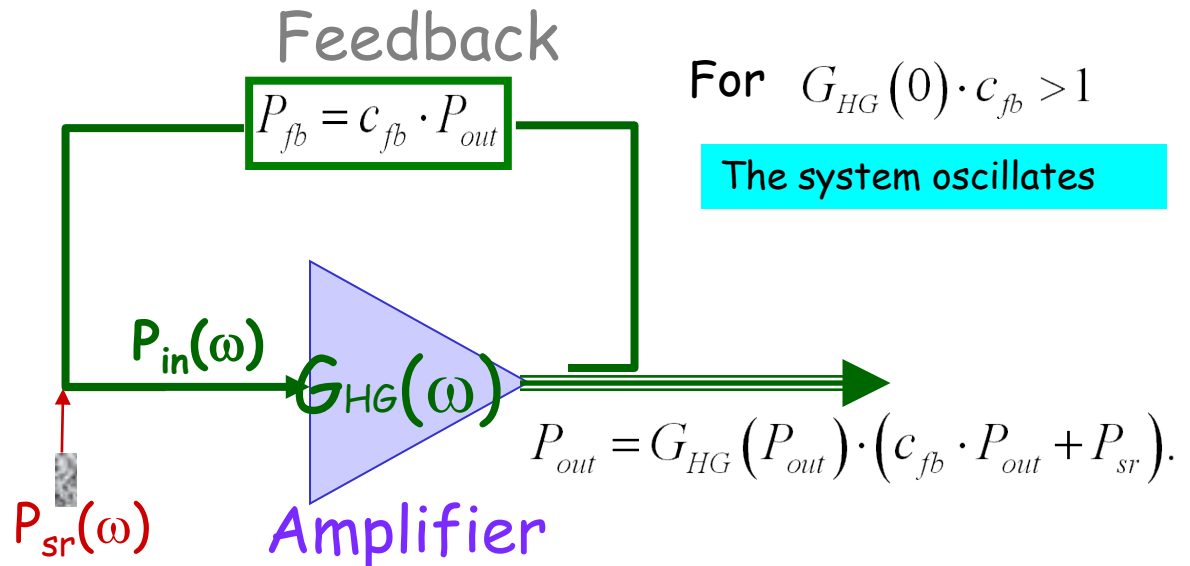 Feedback
For G_HG(0)·c_fb >1
P_fb = c_fb·P_out
The system oscillates
P_in(ω)
G_HG(ω)
P_out = G_HG(P_out)·(c_fb·P_out + P_sr).
P_sr(ω)
Amplifier